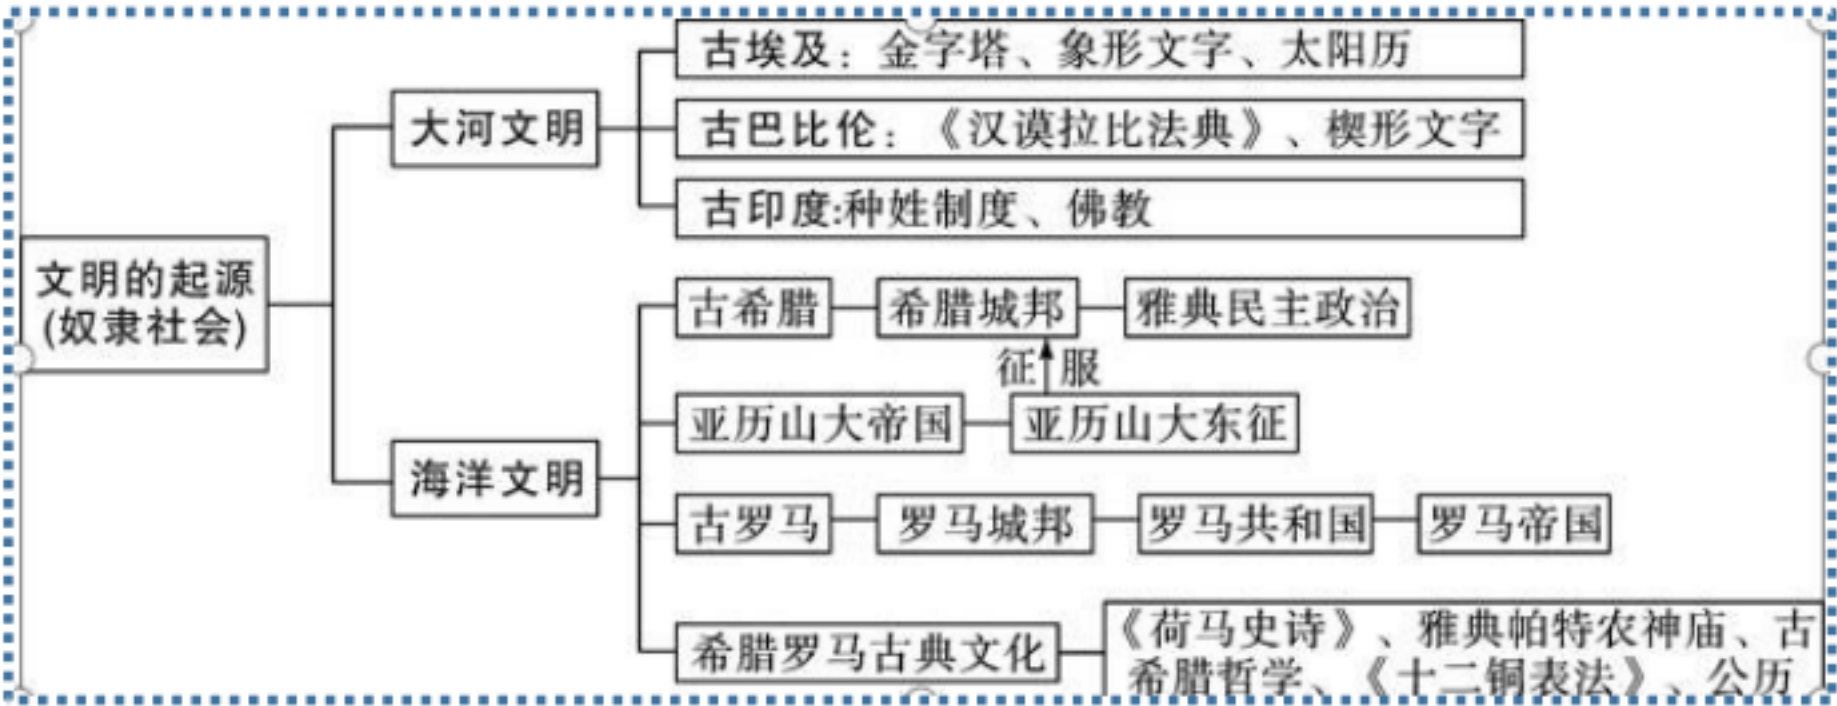 古埃及：金字塔、象形文字、太阳历
大河文明
古巴比伦：《汉谟拉比法典》、楔形文字
古印度:种姓制度、佛教
文明的起源
(奴隶社会)
古希腊
希腊城邦
雅典民主政治
征服
亚历山大帝国
亚历山大东征
海洋文明
古罗马
罗马城邦
罗马共和国
罗马帝国
希腊罗马古典文化
《荷马史诗》、雅典帕特农神庙、古
希腊哲学、《十二铜表法》、公历